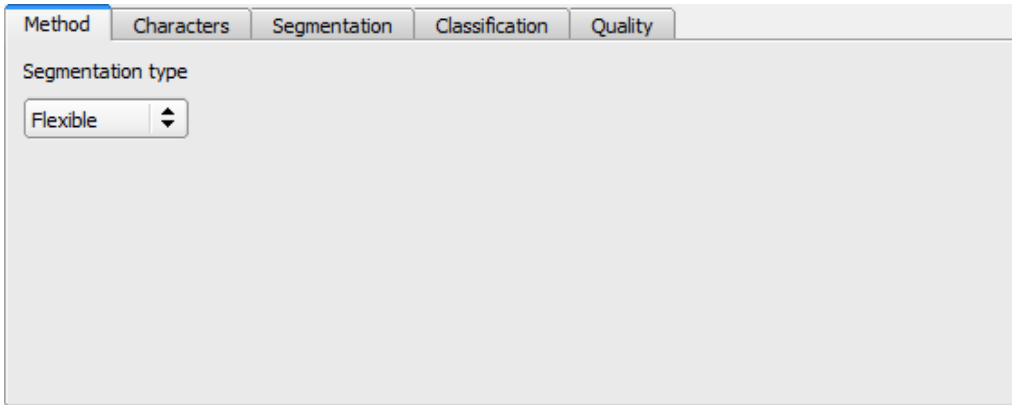 Method Characters Segmentation Classification Quality
Segmentation type
Flexible